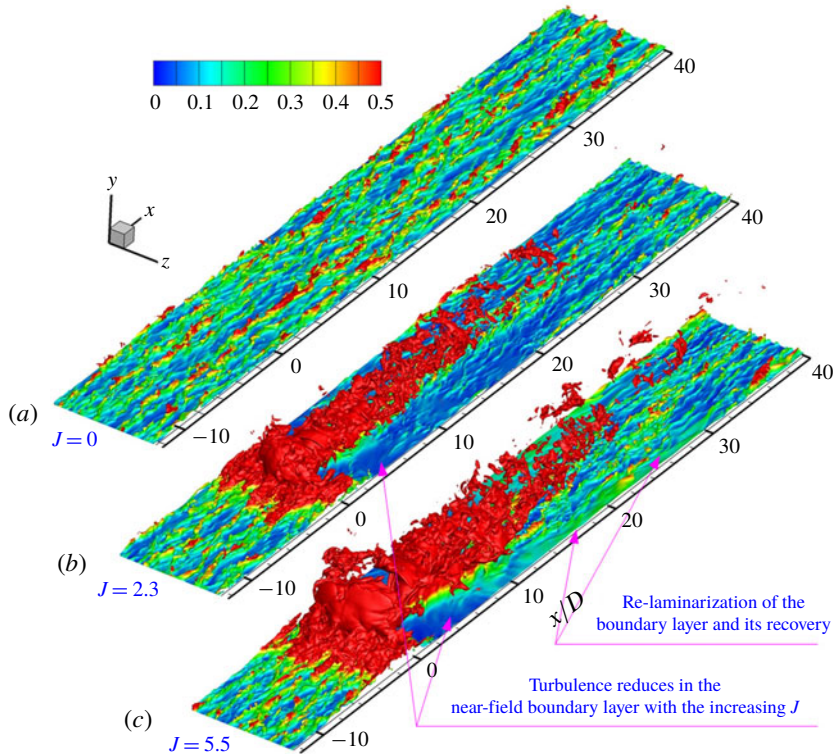 0 0.1 0.2 0.3 0.4 0.5
y
x
z
−10 0 10 20 30 40
(a)
J = 0
−10 0 10 20 30 40
(b)
J = 2.3
−10 0 10 20 30 40
x/D
(c)
J = 5.5
Re-laminarization of the
boundary layer and its recovery
Turbulence reduces in the
near-field boundary layer with the increasing J